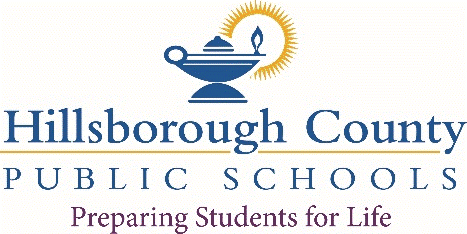 Hillsborough County
PUBLIC SCHOOLS
Preparing Students for Life